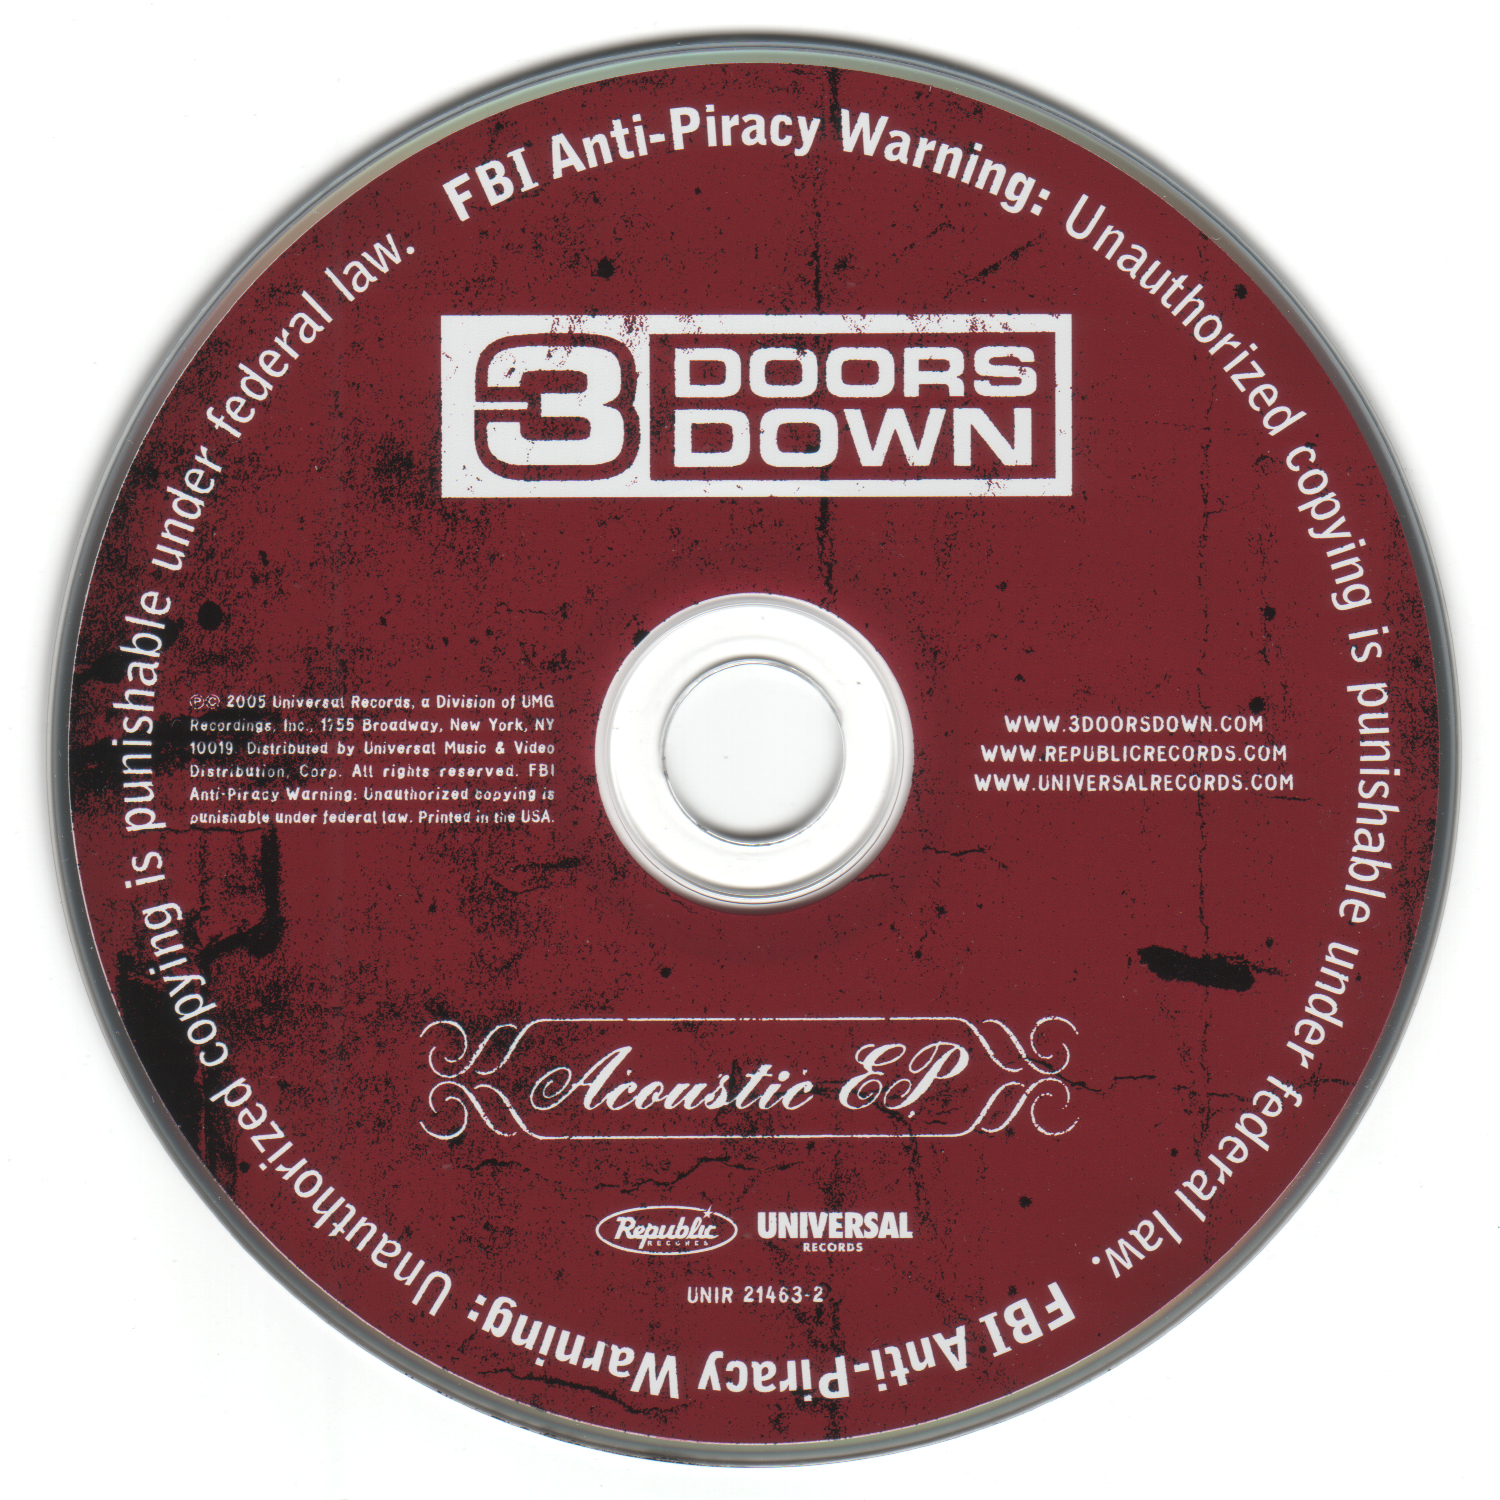 FBI Anti-Piracy Warning: Unauthorized copying is punishable under federal law.
3 DOORS
DOWN
℗© 2005 Universal Records, a Division of UMG
Recordings, Inc., 1755 Broadway, New York, NY
10019. Distributed by Universal Music & Video
Distribution, Corp. All rights reserved. FBI
Anti-Piracy Warning: Unauthorized copying is
punishable under federal law. Printed in the USA.
WWW.3DOORSDOWN.COM
WWW.REPUBLICRECORDS.COM
WWW.UNIVERSALRECORDS.COM
Acoustic EP
Republic
RECORDS
UNIVERSAL
RECORDS
UNIR 21463-2
FBI Anti-Piracy Warning: Unauthorized copying is punishable under federal law.